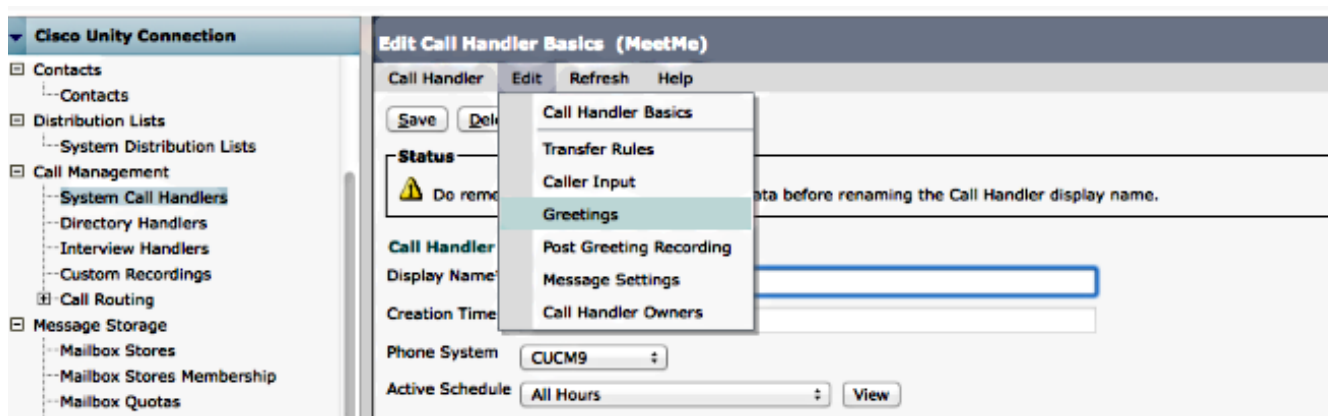 Cisco Unity Connection
Contacts
Contacts
Distribution Lists
System Distribution Lists
Call Management
System Call Handlers
Directory Handlers
Interview Handlers
Custom Recordings
Call Routing
Message Storage
Mailbox Stores
Mailbox Stores Membership
Mailbox Quotas
Edit Call Handler Basics (MeetMe)
Call Handler Edit Refresh Help
Save Del
Call Handler Basics
Transfer Rules
Caller Input
Greetings
Post Greeting Recording
Message Settings
Call Handler Owners
Status
Do reme ata before renaming the Call Handler display name.
Call Handler
Display Name
Creation Time
Phone System CUCM9
Active Schedule All Hours View